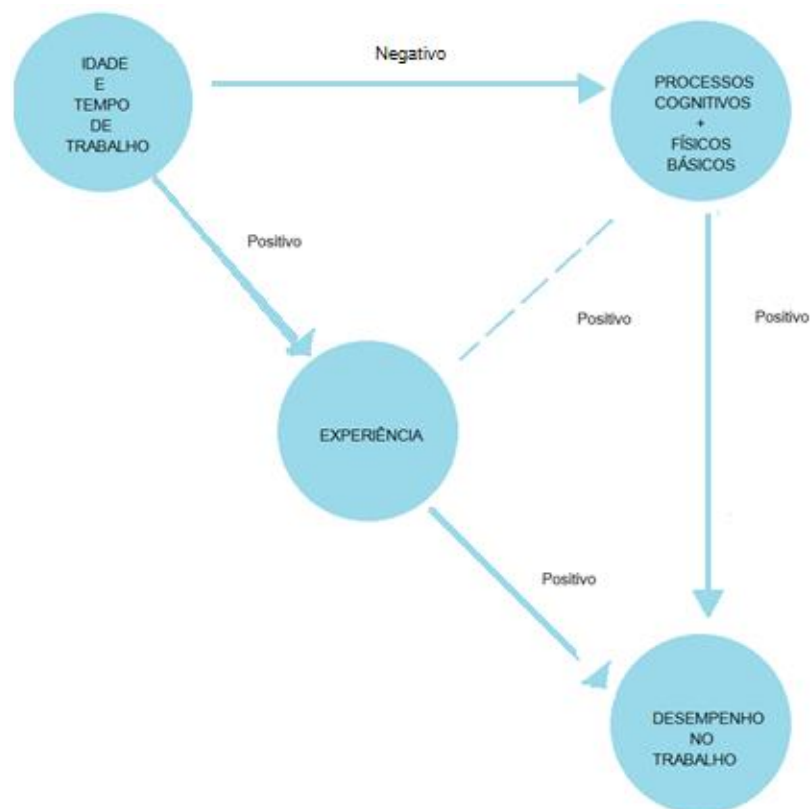 IDADE
E
TEMPO
DE
TRABALHO
Negativo
PROCESSOS
COGNITIVOS
+
FÍSICOS
BÁSICOS
Positivo
Positivo
Positivo
EXPERIÊNCIA
Positivo
DESEMPENHO
NO
TRABALHO